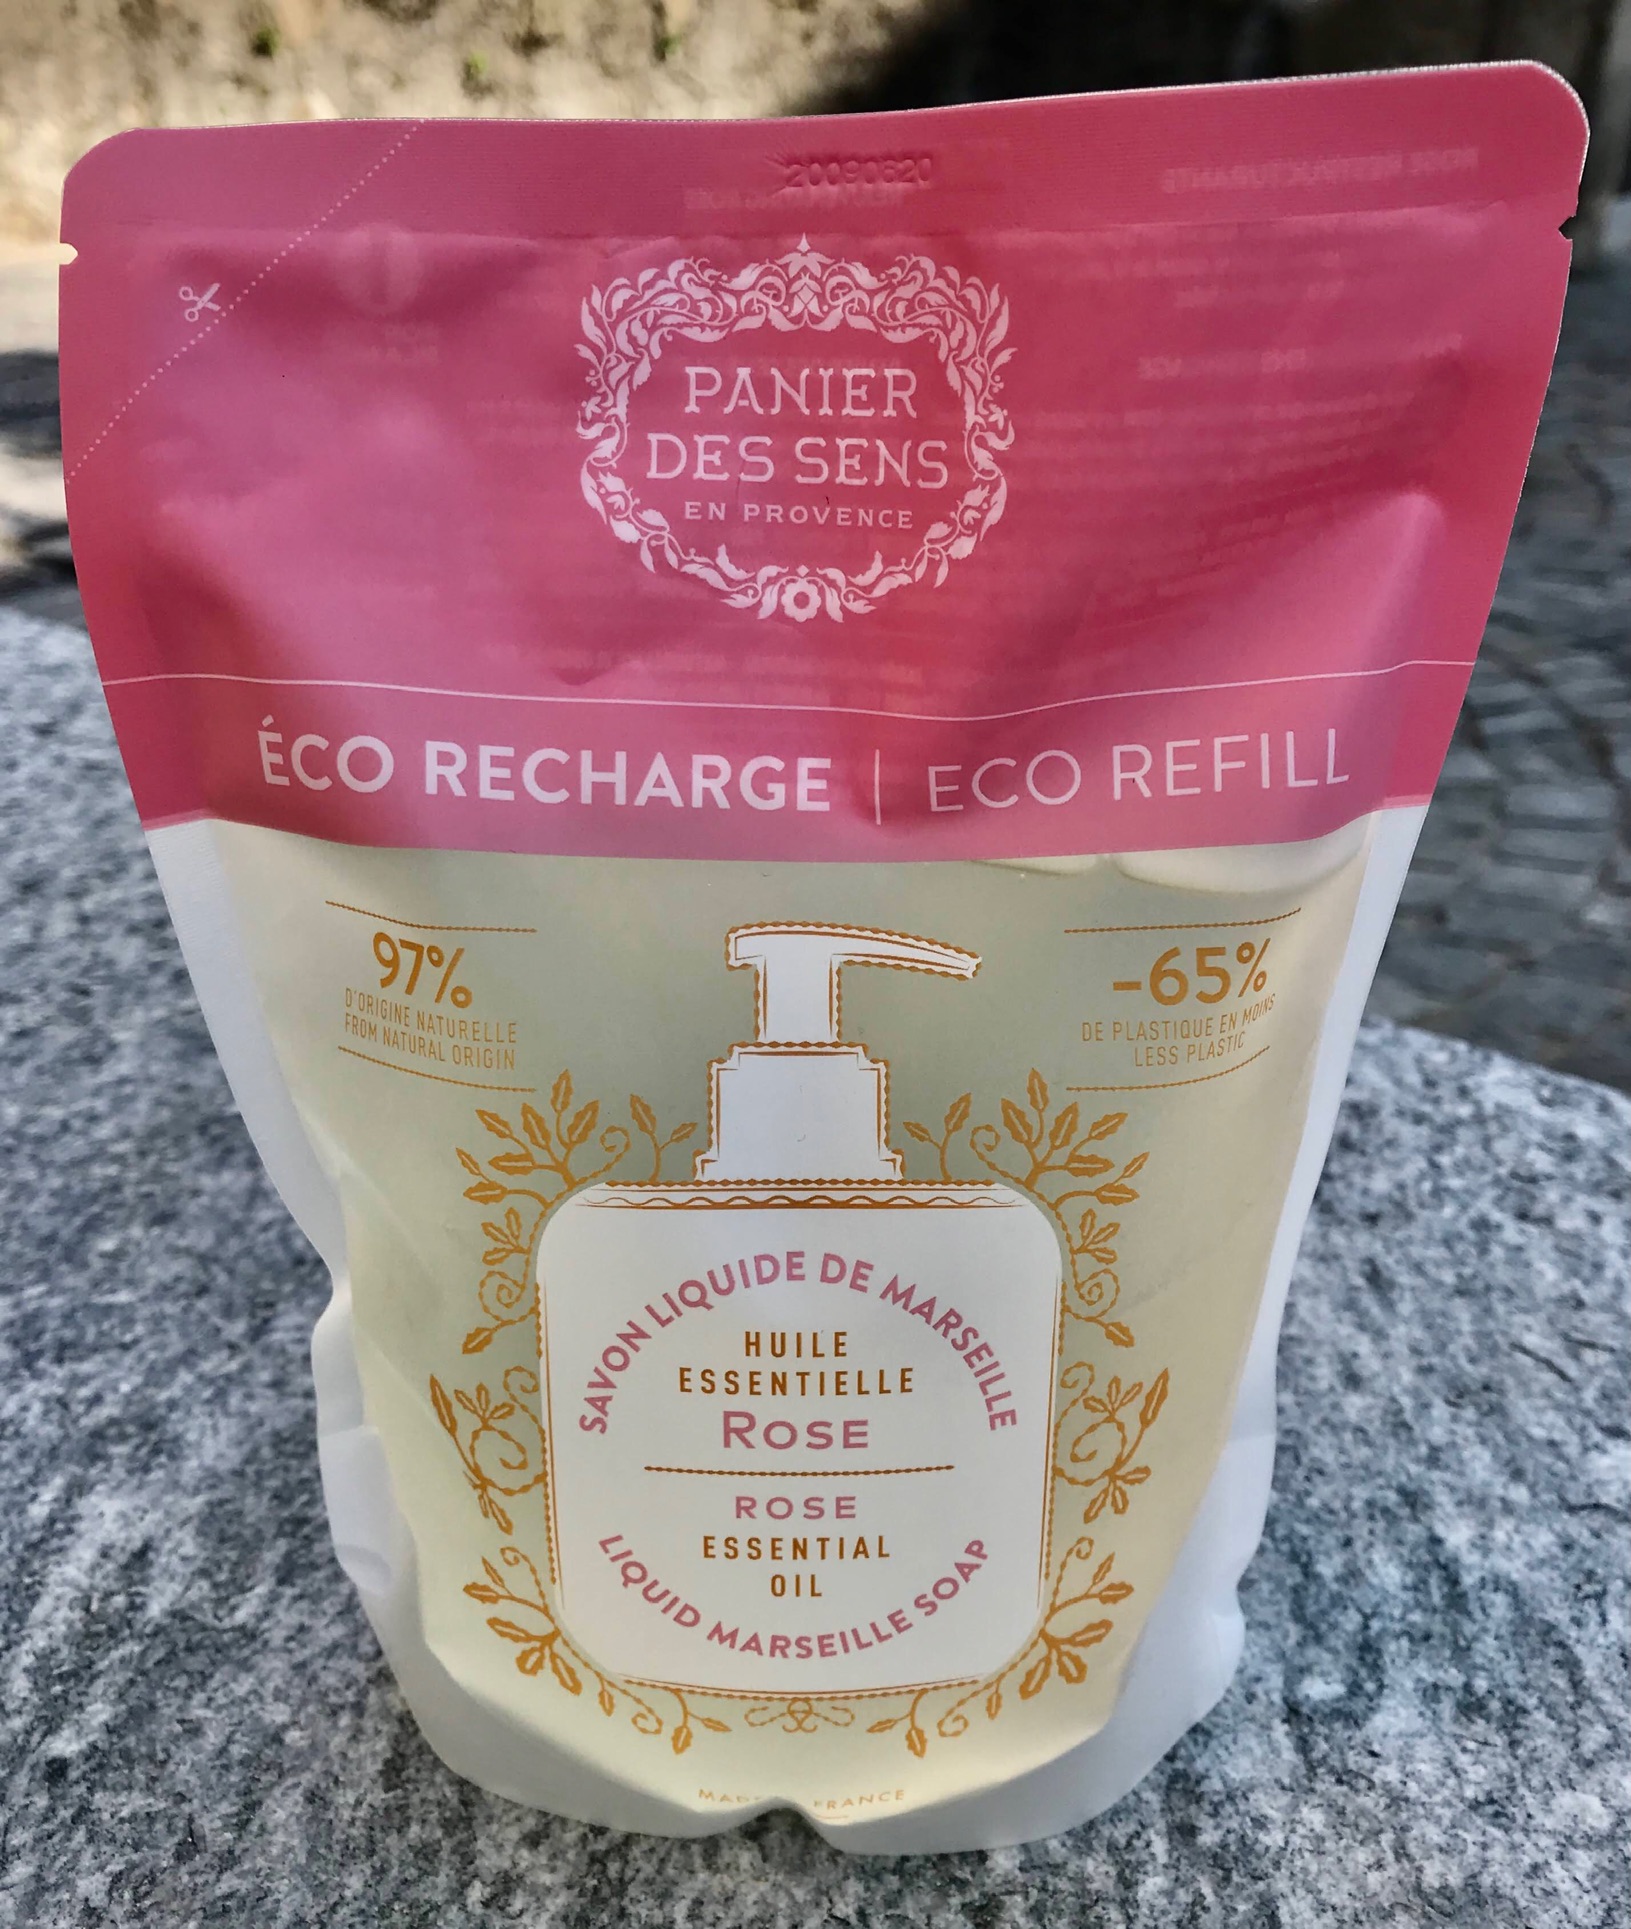 20090620
PANIER
DES SENS
EN PROVENCE
ÉCO RECHARGE | ECO REFILL
97%
D'ORIGINE NATURELLE
FROM NATURAL ORIGIN
-65%
DE PLASTIQUE EN MOINS
LESS PLASTIC
SAVON LIQUIDE DE MARSEILLE
HUILE
ESSENTIELLE
ROSE
ROSE
ESSENTIAL
OIL
LIQUID MARSEILLE SOAP
FRANCE